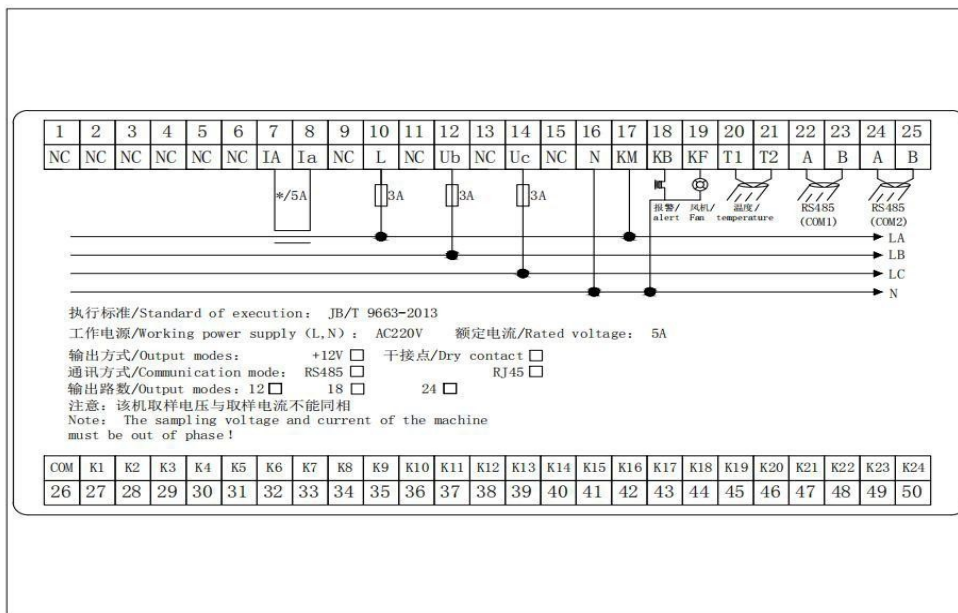 1 2 3 4 5 6 7 8 9 10 11 12 13 14 15 16 17 18 19 20 21 22 23 24 25
NC NC NC NC NC NC IA Ia NC L NC Ub NC Uc NC N KM KB KF T1 T2 A B A B
*/5A 3A 3A 3A
报警/ 风机/ 温度/ RS485 RS485
alert Fan temperature (COM1) (COM2)
LA
LB
LC
N
执行标准/Standard of execution: JB/T 9663-2013
工作电源/Working power supply (L,N): AC220V 额定电流/Rated voltage: 5A
输出方式/Output modes: +12V □ 干接点/Dry contact □
通讯方式/Communication mode: RS485 □ RJ45 □
输出路数/Output modes: 12 □ 18 □ 24 □
注意: 该机取样电压与取样电流不能同相
Note: The sampling voltage and current of the machine
must be out of phase!
COM K1 K2 K3 K4 K5 K6 K7 K8 K9 K10 K11 K12 K13 K14 K15 K16 K17 K18 K19 K20 K21 K22 K23 K24
26 27 28 29 30 31 32 33 34 35 36 37 38 39 40 41 42 43 44 45 46 47 48 49 50